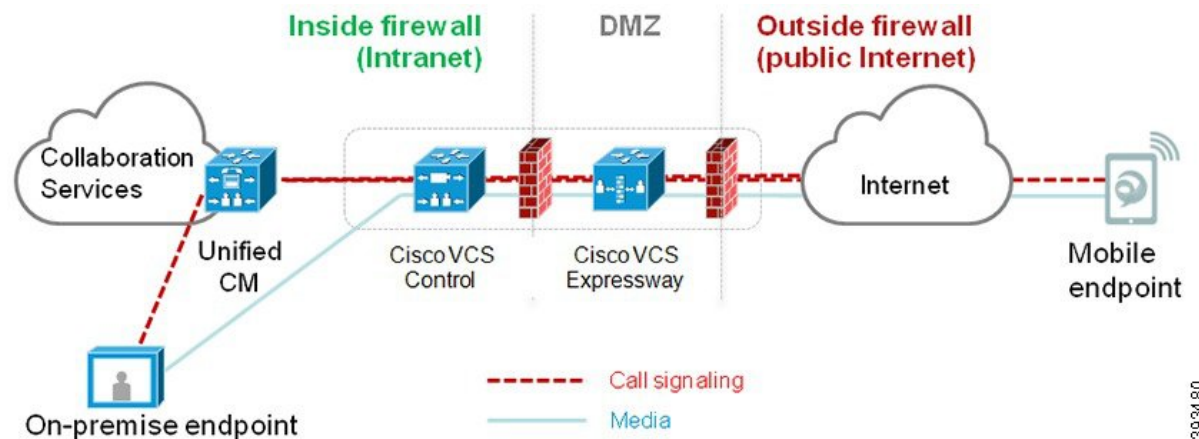 Inside firewall
(Intranet)
DMZ
Outside firewall
(public Internet)
Collaboration
Services
Unified
CM
Cisco VCS
Control
Cisco VCS
Expressway
Internet
Mobile
endpoint
On-premise endpoint
Call signaling
Media
393480